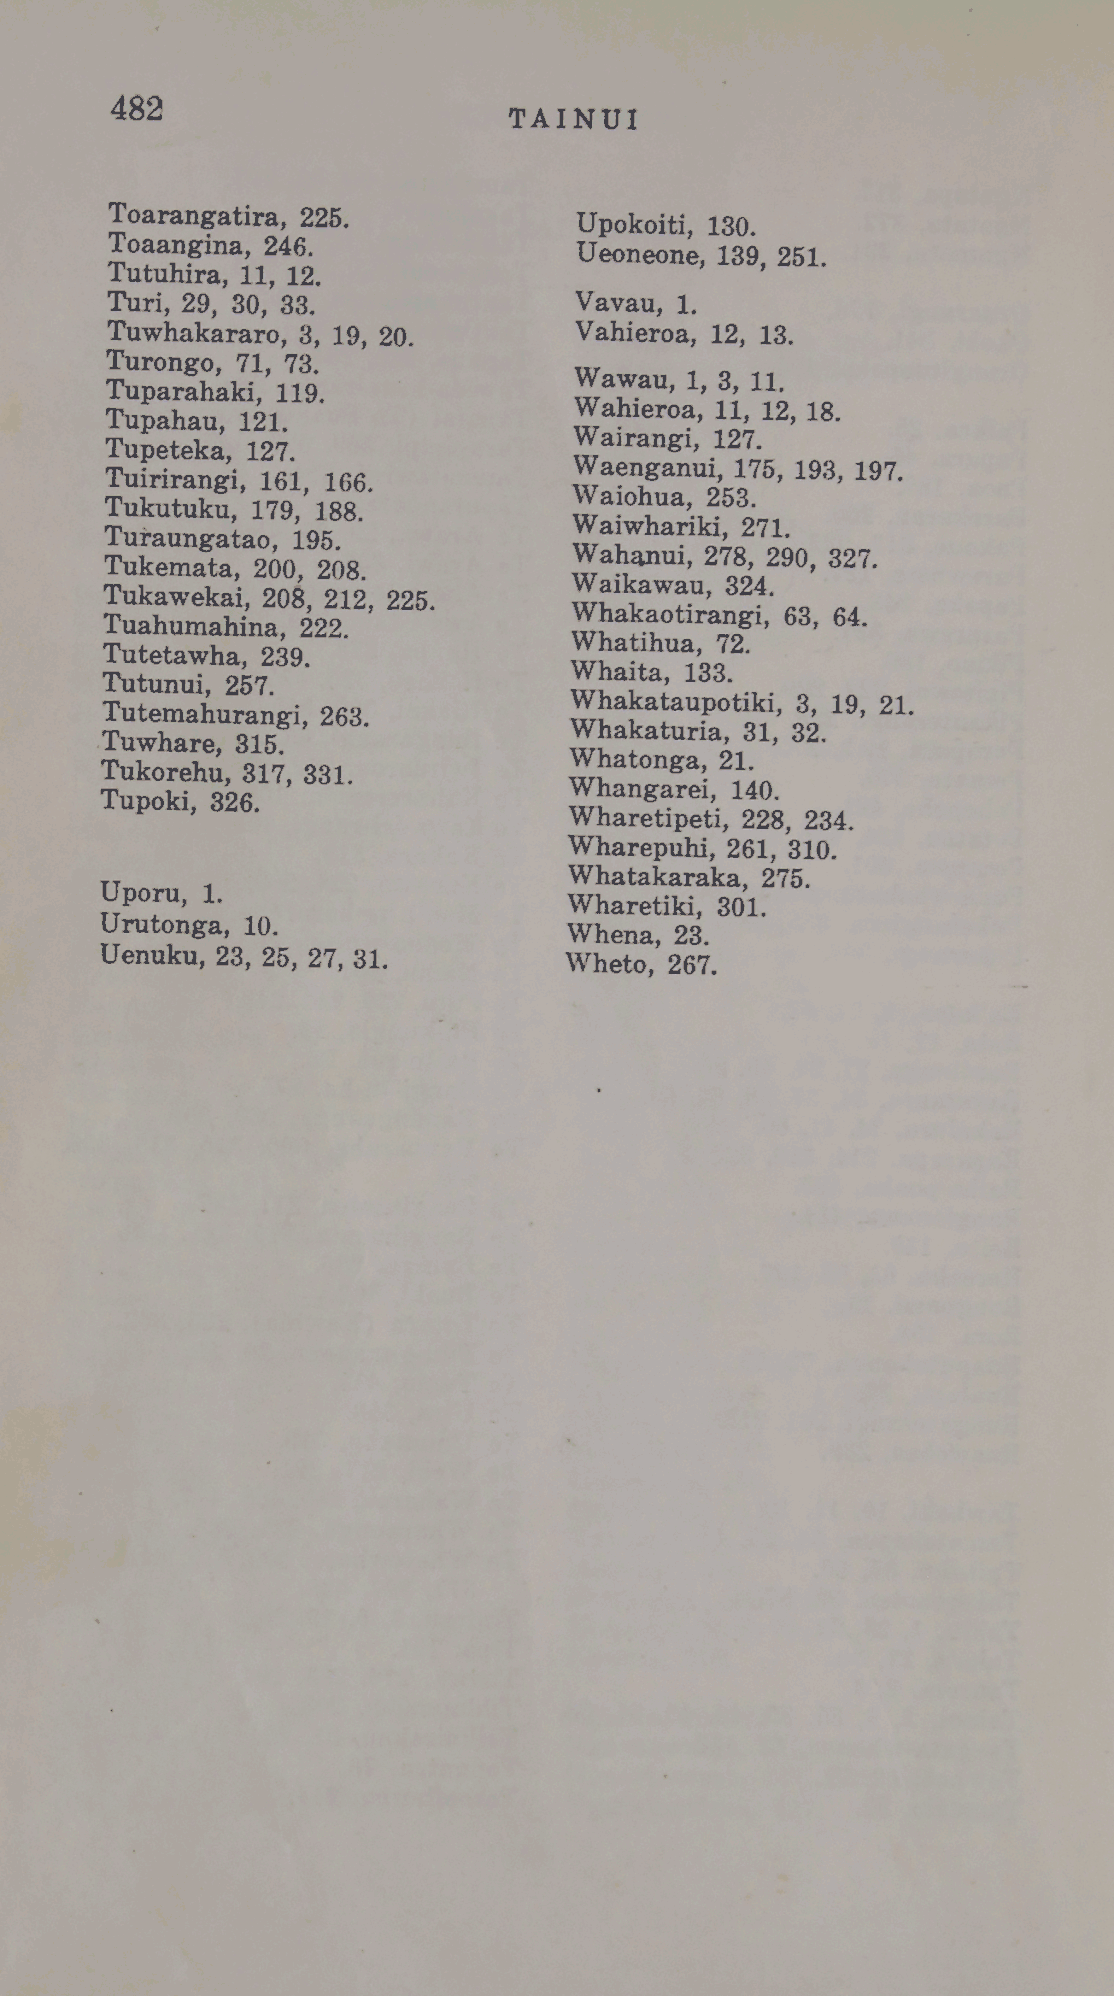 482
TAINUI
Toarangatira, 225.
Toaangina, 246.
Tutuhira, 11, 12.
Turi, 29, 30, 33.
Tuwhakararo, 3, 19, 20.
Turongo, 71, 73.
Tuparahaki, 119.
Tupahau, 121.
Tupeteka, 127.
Tuirirangi, 161, 166.
Tukutuku, 179, 188.
Turaungatao, 195.
Tukemata, 200, 208.
Tukawekai, 208, 212, 225.
Tuahumahina, 222.
Tutetawha, 239.
Tutunui, 257.
Tutemahurangi, 263.
Tuwhare, 315.
Tukorehu, 317, 331.
Tupoki, 326.
Uporu, 1.
Urutonga, 10.
Uenuku, 23, 25, 27, 31.
Upokoiti, 130.
Ueoneone, 139, 251.
Vavau, 1.
Vahieroa, 12, 13.
Wawau, 1, 3, 11.
Wahieroa, 11, 12, 18.
Wairangi, 127.
Waenganui, 175, 193, 197.
Waiohua, 253.
Waiwhariki, 271.
Wahanui, 278, 290, 327.
Waikawau, 324.
Whakaotirangi, 63, 64.
Whatihua, 72.
Whaita, 133.
Whakataupotiki, 3, 19, 21.
Whakaturia, 31, 32.
Whatonga, 21.
Whangarei, 140.
Wharetipeti, 228, 234.
Wharepuhi, 261, 310.
Whatakaraka, 275.
Wharetiki, 301.
Whena, 23.
Wheto, 267.